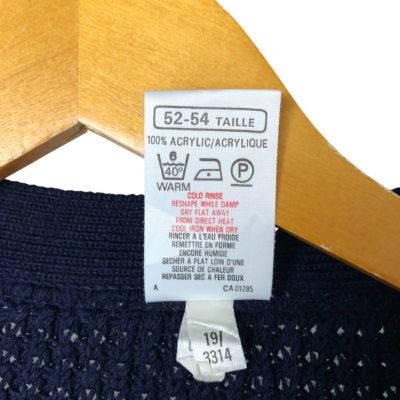 52-54 TAILLE
100% ACRYLIC/ACRYLIQUE
6
40° P
WARM
COLD RINSE
RESHAPE WHILE DAMP
DRY FLAT AWAY
FROM DIRECT HEAT
COOL IRON WHEN DRY
RINCER A L'EAU FROIDE
REMETTRE EN FORME
ENCORE HUMIDE
SECHER A PLAT LOIN D'UNE
SOURCE DE CHALEUR
REPASSER SEC A FER DOUX
A CA01295
19/
3314